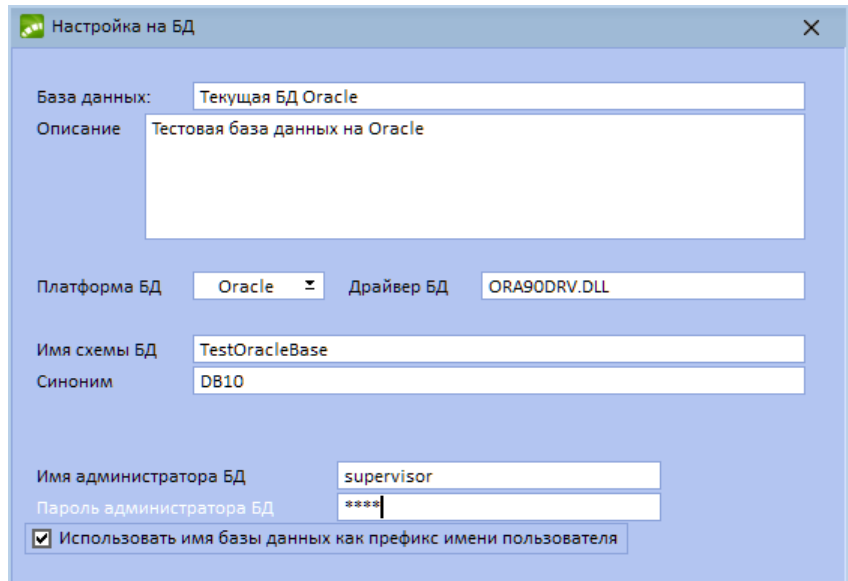 Настройка на БД
База данных: Текущая БД Oracle
Описание Тестовая база данных на Oracle
Платформа БД Oracle Драйвер БД ORA90DRV.DLL
Имя схемы БД TestOracleBase
Синоним DB10
Имя администратора БД supervisor
Пароль администратора БД ****
Использовать имя базы данных как префикс имени пользователя